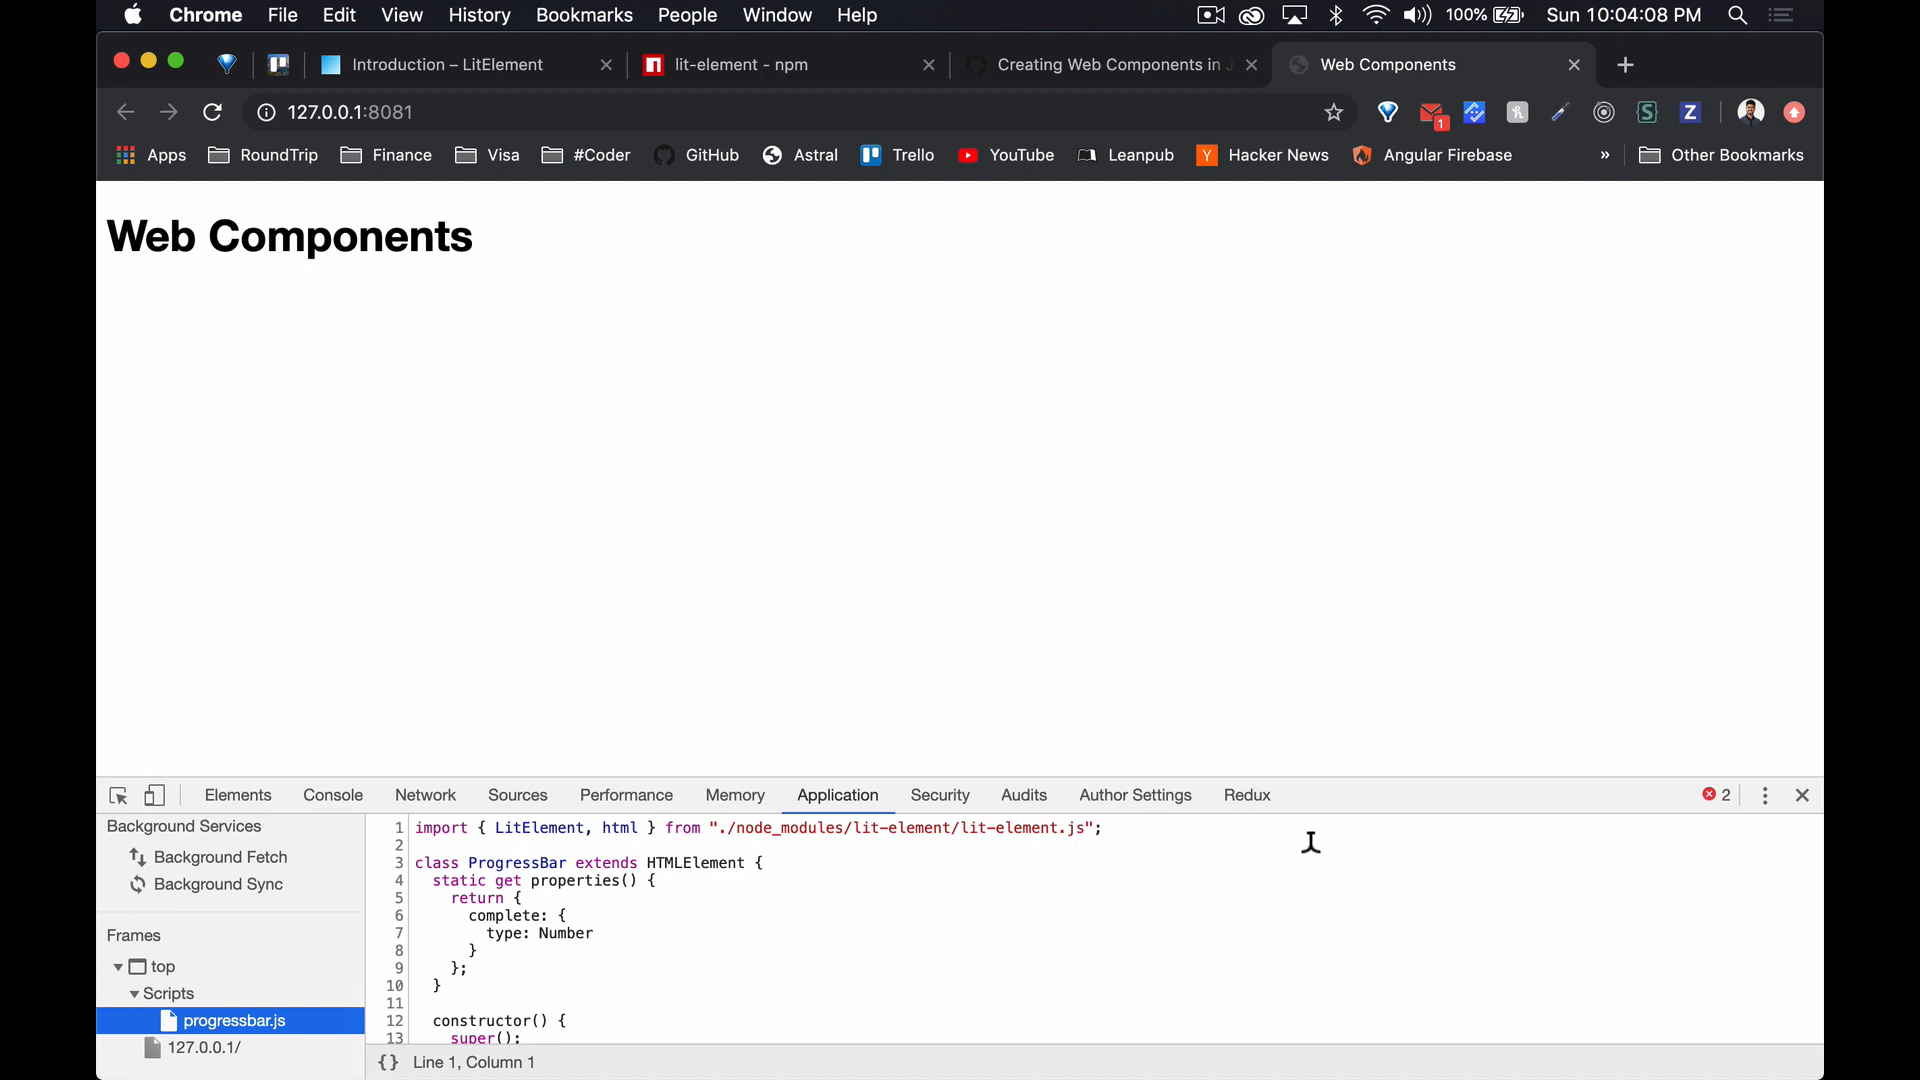 Chrome File Edit View History Bookmarks People Window Help 100% Sun 10:04:08 PM
Introduction – LitElement
lit-element - npm
Creating Web Components in J
Web Components
127.0.0.1:8081
1
Apps RoundTrip Finance Visa #Coder GitHub Astral Trello YouTube Leanpub Hacker News Angular Firebase » Other Bookmarks
Web Components
Elements Console Network Sources Performance Memory Application Security Audits Author Settings Redux 2
Background Services
Background Fetch
Background Sync
Frames
top
Scripts
progressbar.js
127.0.0.1/
1 import { LitElement, html } from "./node_modules/lit-element/lit-element.js";
2
3 class ProgressBar extends HTMLElement {
4 static get properties() {
5 return {
6 complete: {
7 type: Number
8 }
9 };
10 }
11
12 constructor() {
13 super();
{} Line 1, Column 1